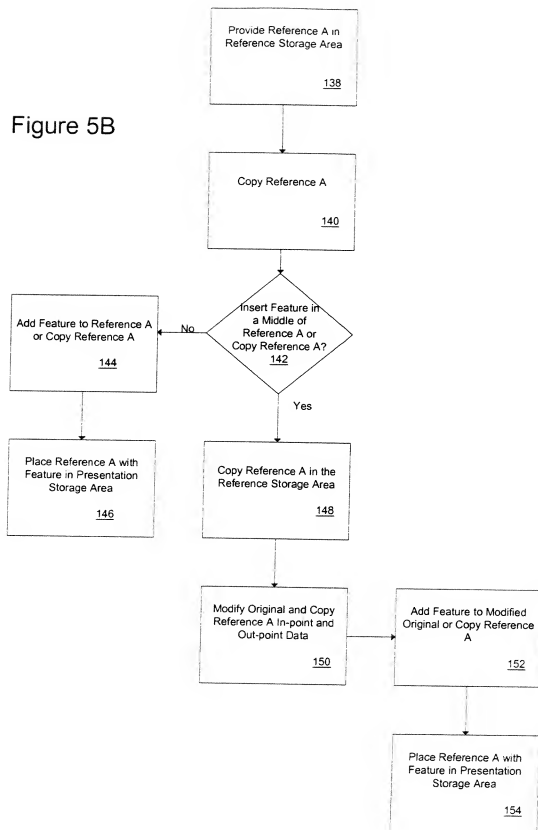 Provide Reference A in
Reference Storage Area
138
Figure 5B
Copy Reference A
140
Insert Feature in
a Middle of
Reference A or
Copy Reference A?
142
No
Add Feature to Reference A
or Copy Reference A
144
Yes
Place Reference A with
Feature in Presentation
Storage Area
146
Copy Reference A in the
Reference Storage Area
148
Modify Original and Copy
Reference A In-point and
Out-point Data
150
Add Feature to Modified
Original or Copy Reference
A
152
Place Reference A with
Feature in Presentation
Storage Area
154